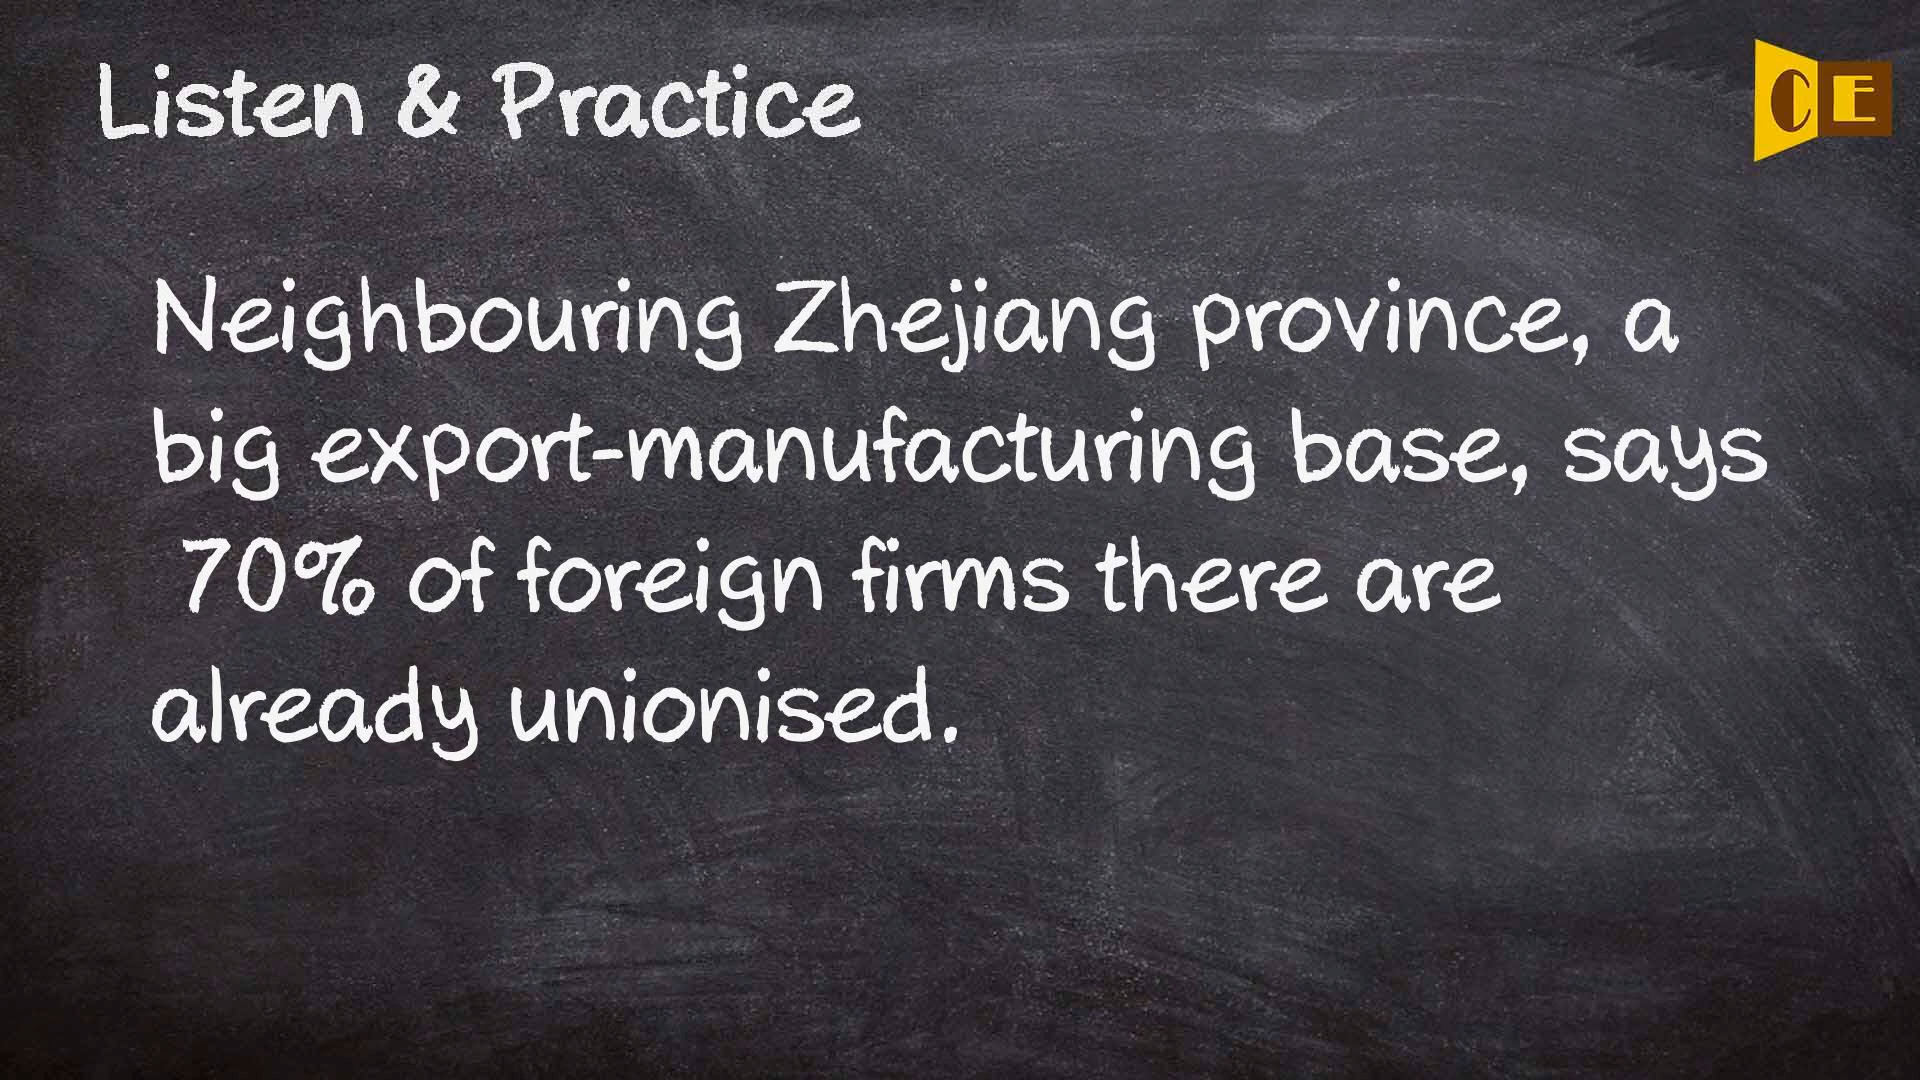 Listen & Practice
CE
Neighbouring Zhejiang province, a
big export-manufacturing base, says
70% of foreign firms there are
already unionised.